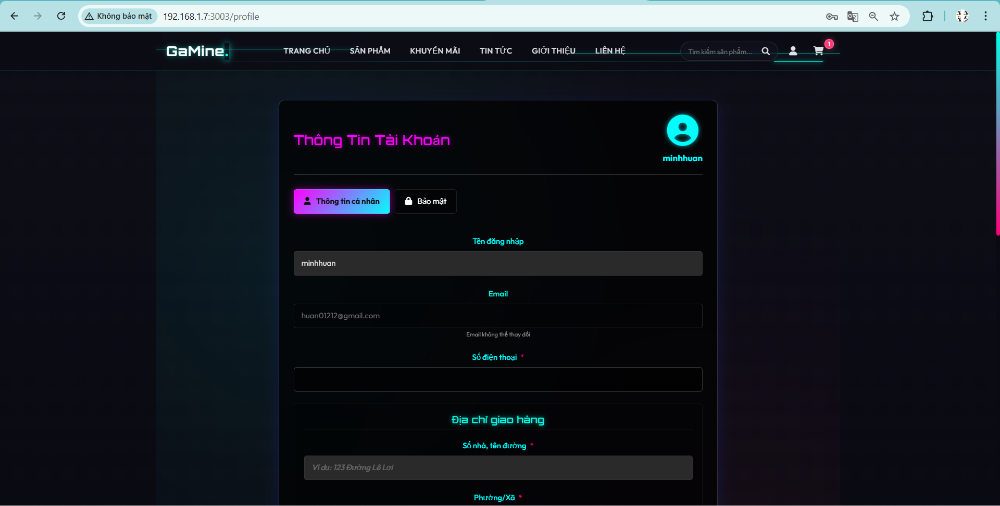 Không bảo mật
192.168.1.7:3003/profile
GaMine.
TRANG CHỦ
SẢN PHẨM
KHUYẾN MÃI
TIN TỨC
GIỚI THIỆU
LIÊN HỆ
Tìm kiếm sản phẩm...
1
Thông Tin Tài Khoản
minhhuan
Thông tin cá nhân
Bảo mật
Tên đăng nhập
minhhuan
Email
huan01212@gmail.com
Email không thể thay đổi
Số điện thoại *
Địa chỉ giao hàng
Số nhà, tên đường *
Ví dụ: 123 Đường Lê Lợi
Phường/Xã *